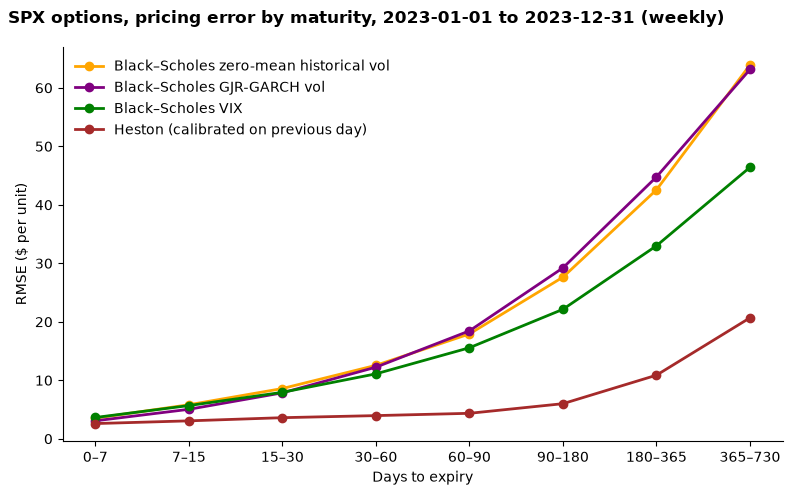 SPX options, pricing error by maturity, 2023-01-01 to 2023-12-31 (weekly)
Black–Scholes zero-mean historical vol
Black–Scholes GJR-GARCH vol
Black–Scholes VIX
Heston (calibrated on previous day)
RMSE ($ per unit)
60
50
40
30
20
10
0
0–7 7–15 15–30 30–60 60–90 90–180 180–365 365–730
Days to expiry